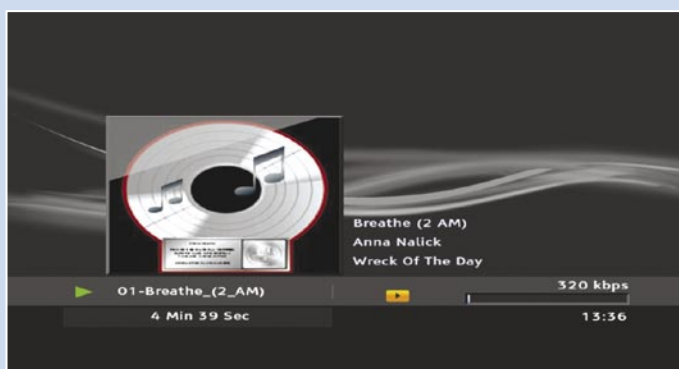 Breathe (2 AM)
Anna Nalick
Wreck Of The Day
01-Breathe_(2_AM)
320 kbps
4 Min 39 Sec
13:36